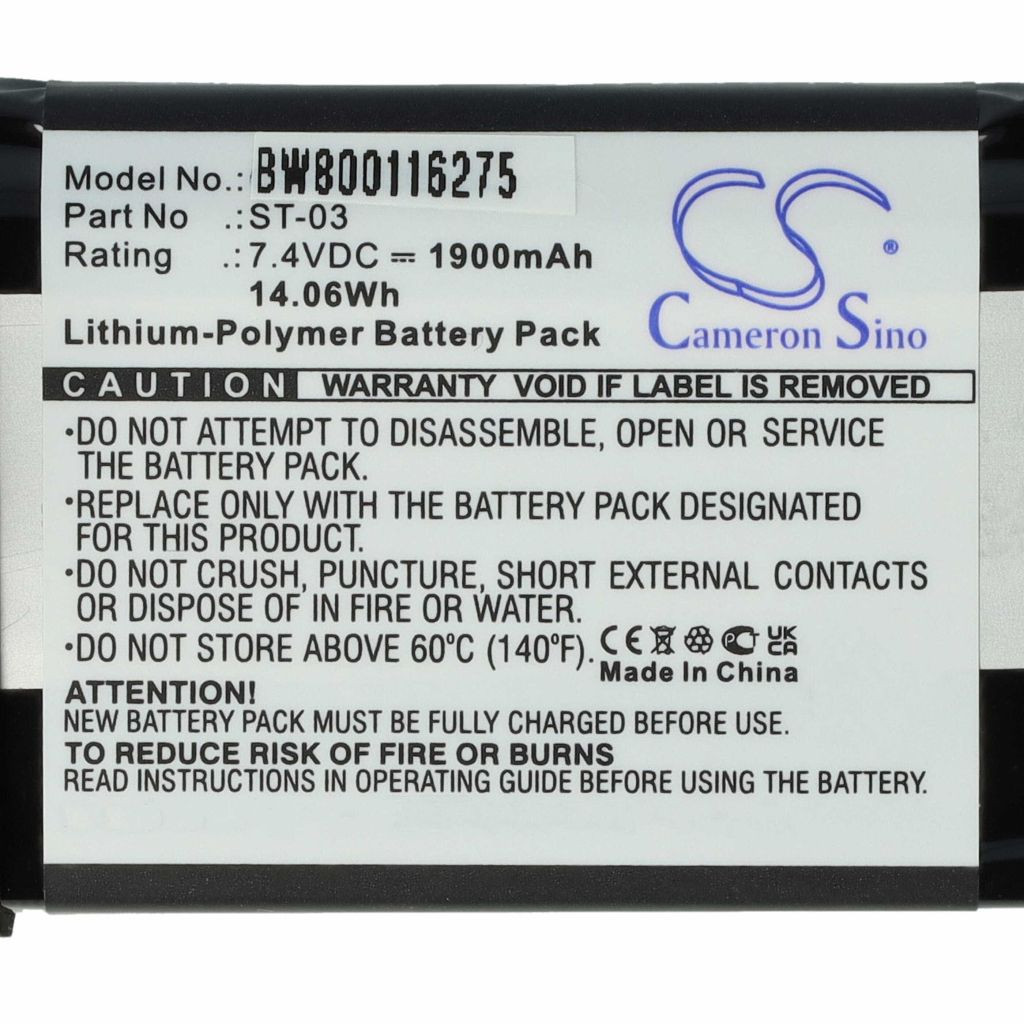 Model No.: BW800116275
Part No .: ST-03
Rating .: 7.4VDC ⎓ 1900mAh
14.06Wh
Lithium-Polymer Battery Pack
CS®
Cameron Sino
CAUTION WARRANTY VOID IF LABEL IS REMOVED
·DO NOT ATTEMPT TO DISASSEMBLE, OPEN OR SERVICE
THE BATTERY PACK.
·REPLACE ONLY WITH THE BATTERY PACK DESIGNATED
FOR THIS PRODUCT.
·DO NOT CRUSH, PUNCTURE, SHORT EXTERNAL CONTACTS
OR DISPOSE OF IN FIRE OR WATER.
·DO NOT STORE ABOVE 60ºC (140ºF).
CE PCT UK CA
Made In China
ATTENTION!
NEW BATTERY PACK MUST BE FULLY CHARGED BEFORE USE.
TO REDUCE RISK OF FIRE OR BURNS
READ INSTRUCTIONS IN OPERATING GUIDE BEFORE USING THE BATTERY.